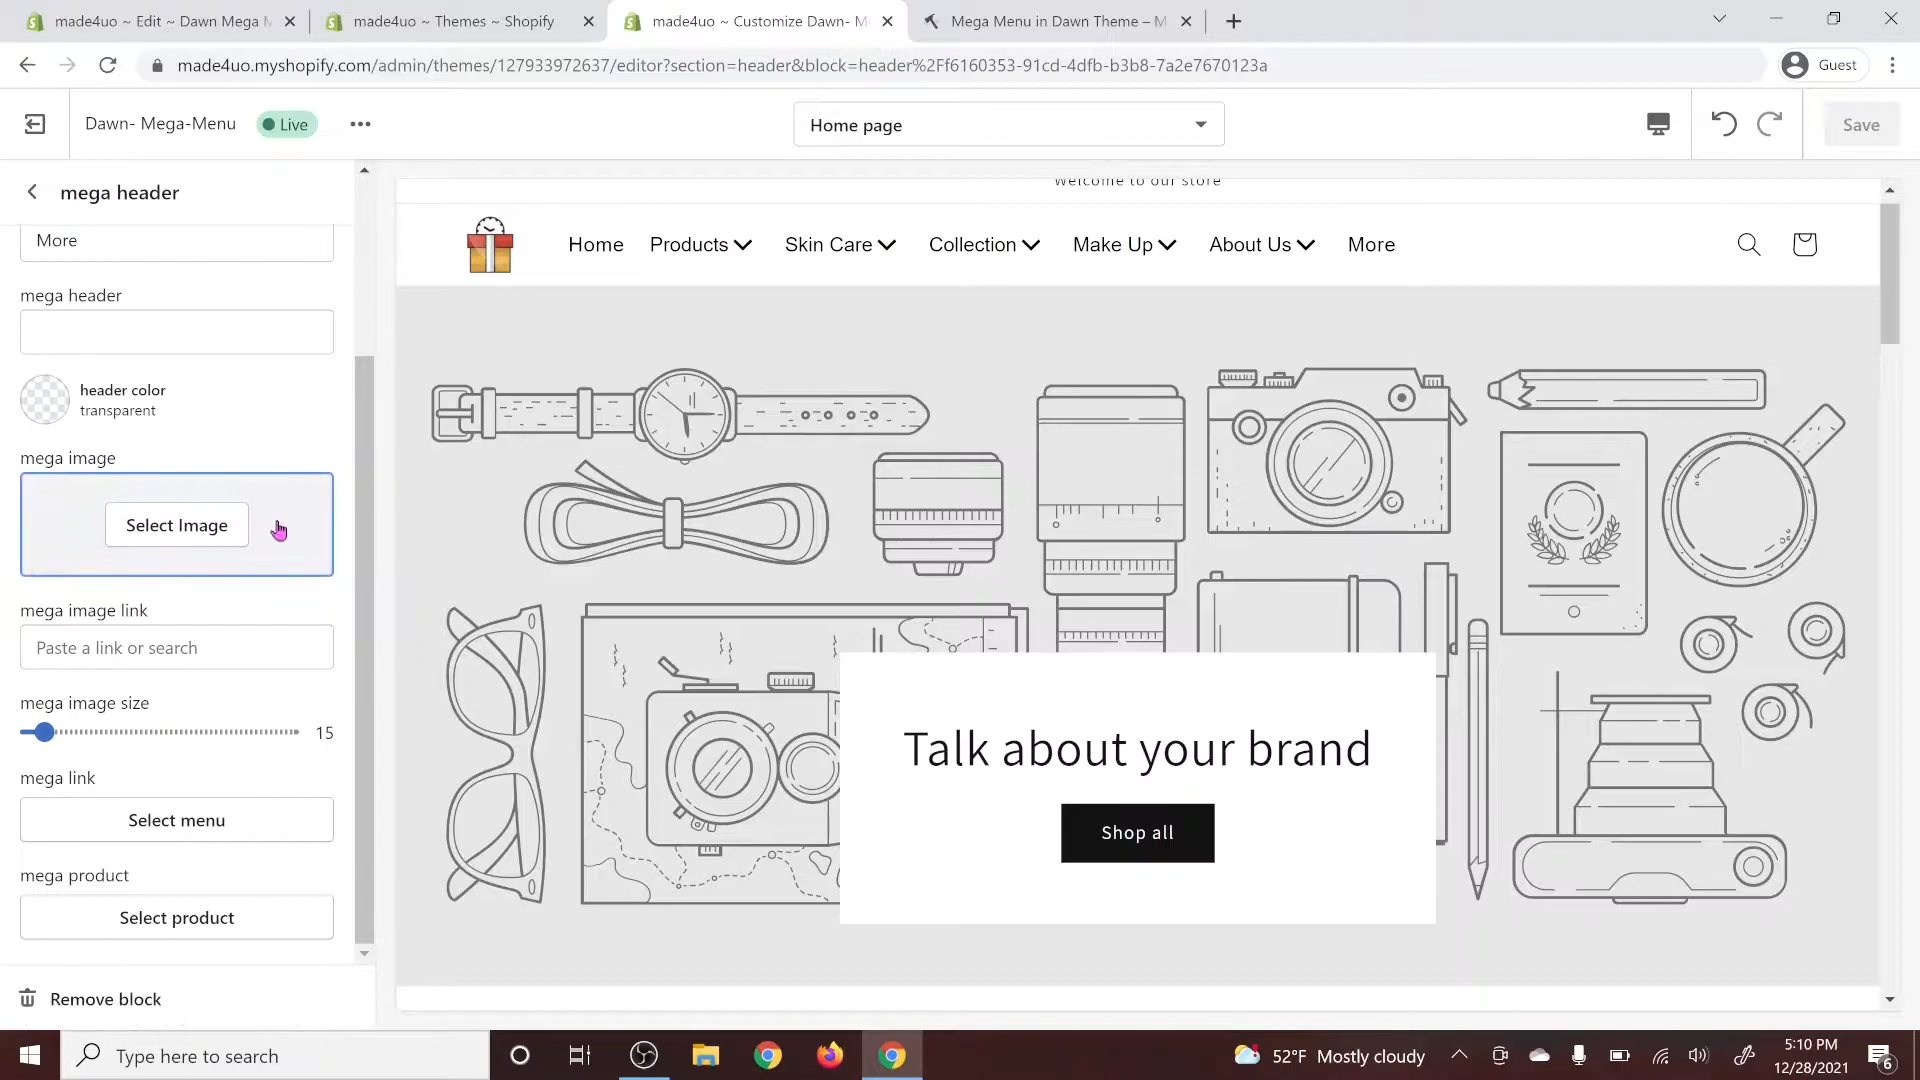 made4uo ~ Edit ~ Dawn Mega M
made4uo ~ Themes ~ Shopify
made4uo ~ Customize Dawn- M
Mega Menu in Dawn Theme – M
made4uo.myshopify.com/admin/themes/127933972637/editor?section=header&block=header%2Ff6160353-91cd-4dfb-b3b8-7a2e7670123a
Guest
Dawn- Mega-Menu
Live
Home page
Save
mega header
More
mega header
header color
transparent
mega image
Select Image
mega image link
Paste a link or search
mega image size
15
mega link
Select menu
mega product
Select product
Remove block
Welcome to our store
Home
Products
Skin Care
Collection
Make Up
About Us
More
Talk about your brand
Shop all
Type here to search
52°F Mostly cloudy
5:10 PM
12/28/2021
6